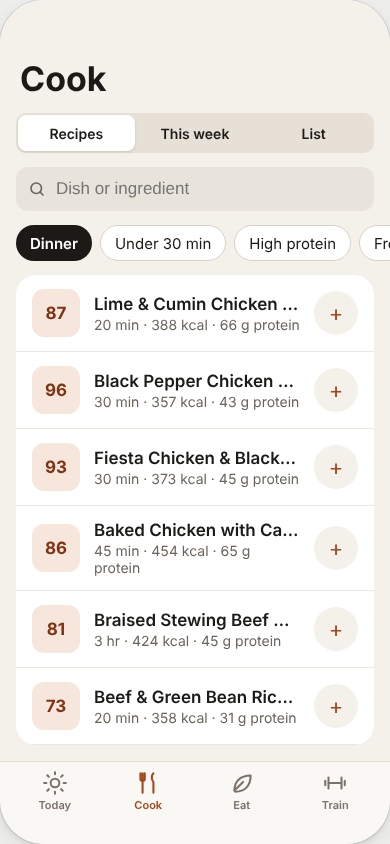 Cook
Recipes
This week
List
Dish or ingredient
Dinner
Under 30 min
High protein
Fr
87
Lime & Cumin Chicken ...
20 min · 388 kcal · 66 g protein
+
96
Black Pepper Chicken ...
30 min · 357 kcal · 43 g protein
+
93
Fiesta Chicken & Black...
30 min · 373 kcal · 45 g protein
+
86
Baked Chicken with Ca...
45 min · 454 kcal · 65 g
protein
+
81
Braised Stewing Beef ...
3 hr · 424 kcal · 45 g protein
+
73
Beef & Green Bean Ric...
20 min · 358 kcal · 31 g protein
+
Today
Cook
Eat
Train